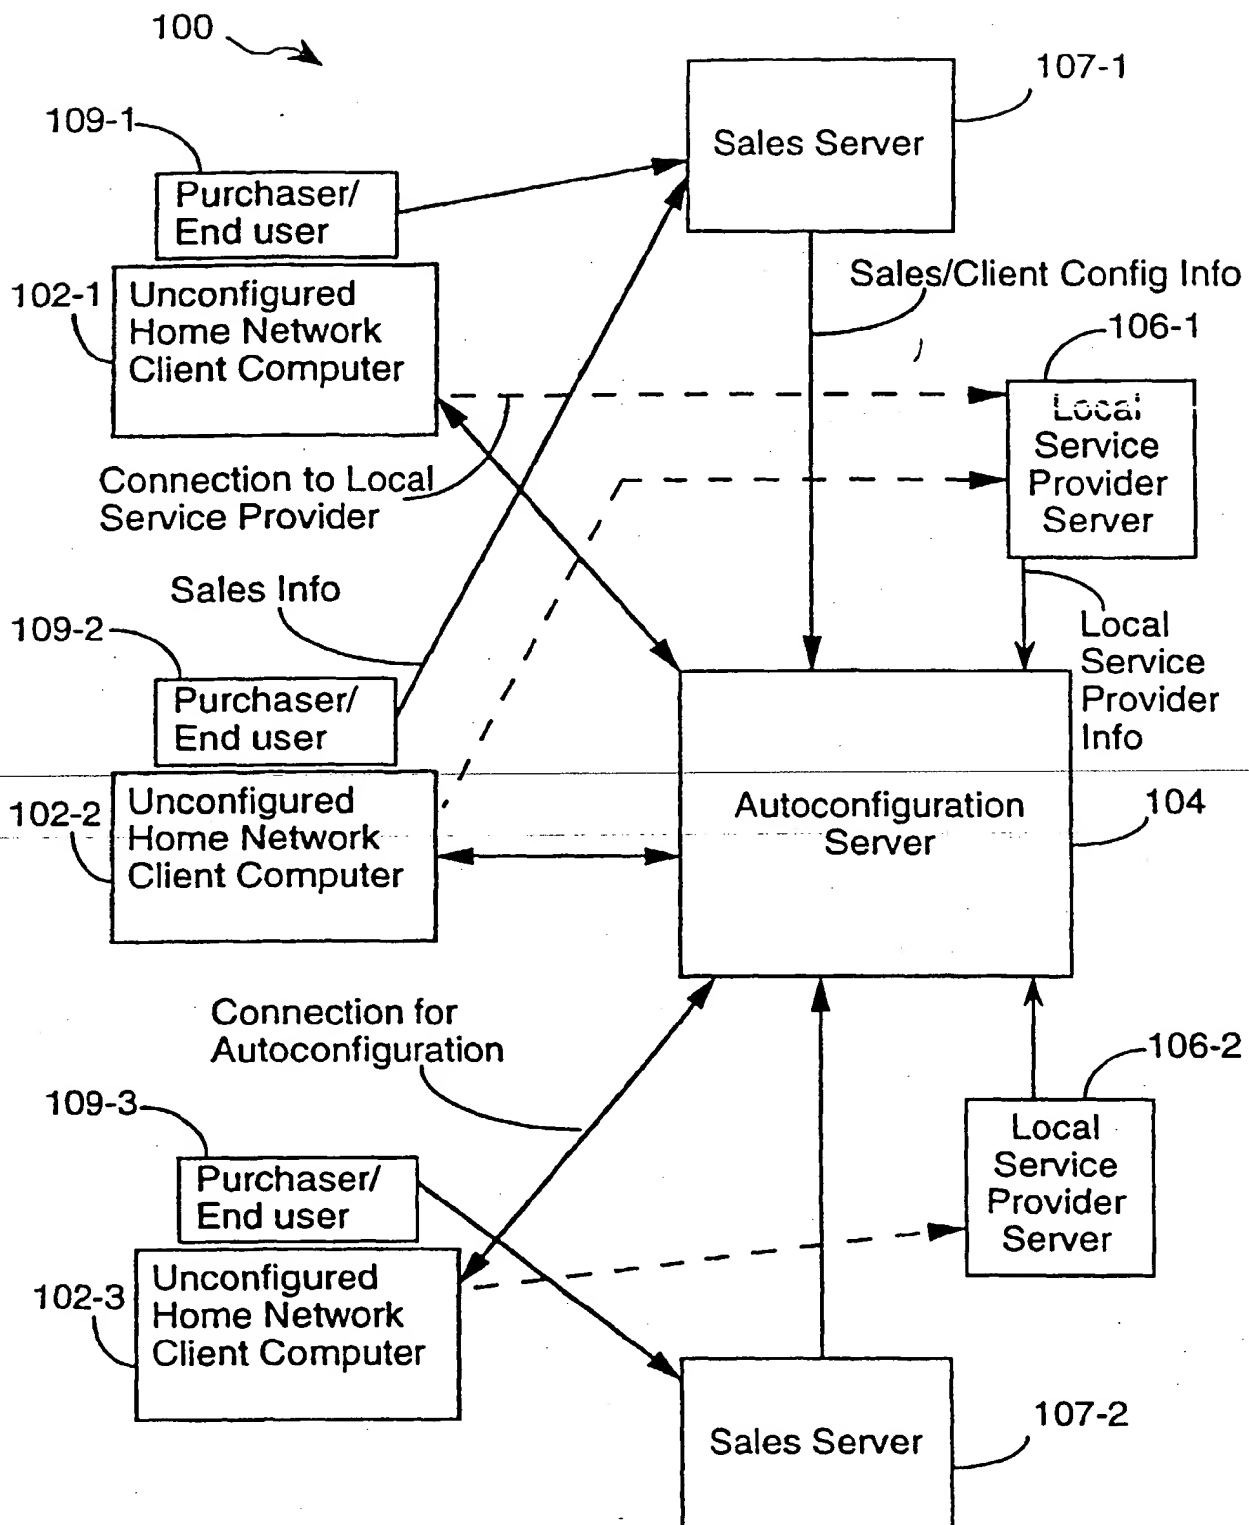 100
107-1
109-1
Sales Server
Purchaser/
End user
Sales/Client Config Info
102-1
Unconfigured
Home Network
Client Computer
106-1
Local
Service
Provider
Server
Connection to Local
Service Provider
Sales Info
109-2
Local
Service
Provider
Info
Purchaser/
End user
102-2
Unconfigured
Home Network
Client Computer
Autoconfiguration
Server
104
Connection for
Autoconfiguration
106-2
109-3
Local
Service
Provider
Server
Purchaser/
End user
102-3
Unconfigured
Home Network
Client Computer
107-2
Sales Server